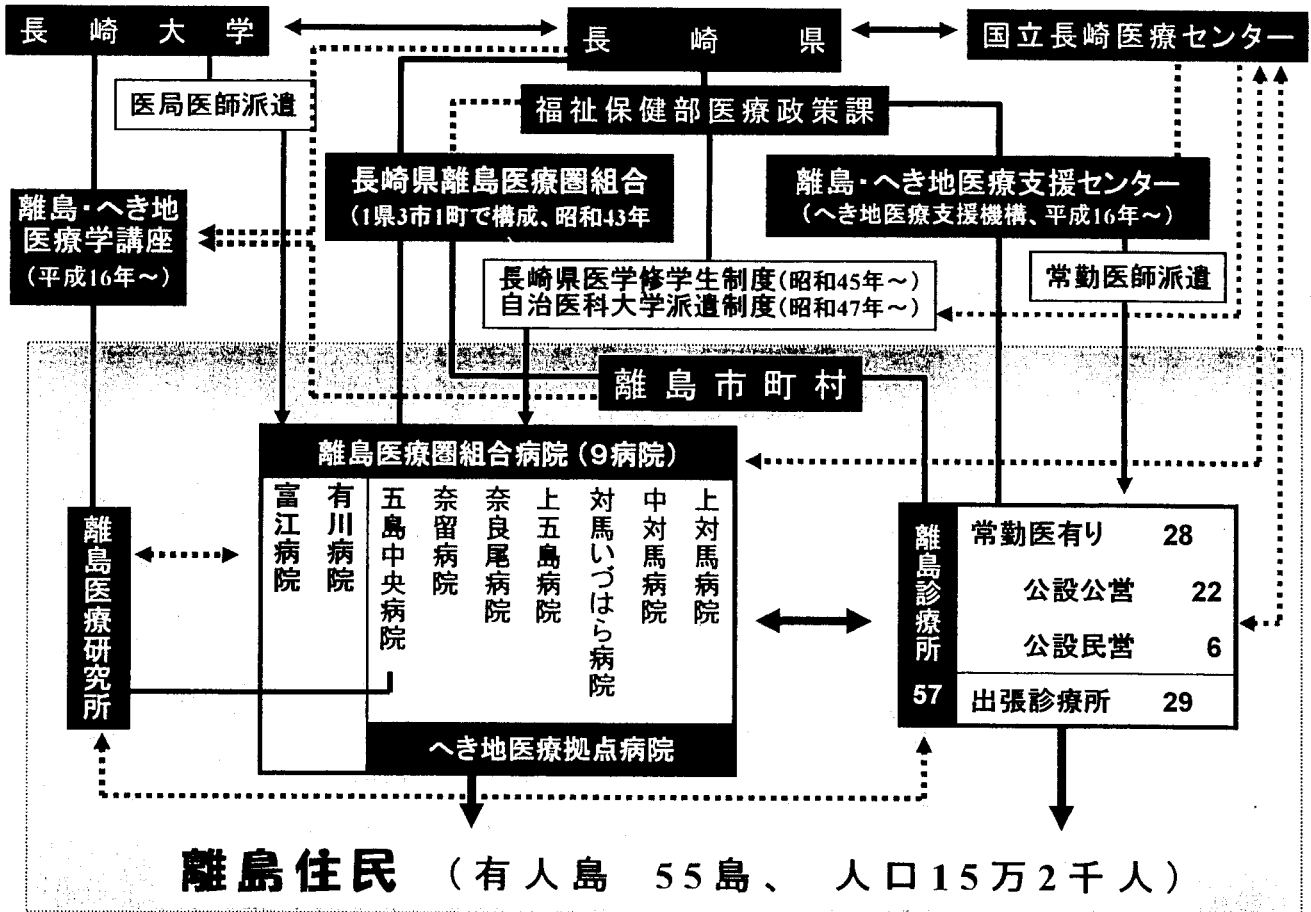 長崎大学
長崎県
国立長崎医療センター
医局医師派遣
福祉保健部医療政策課
長崎県離島医療圏組合
(1県3市1町で構成、昭和43年
離島・へき地医療支援センター
(へき地医療支援機構、平成16年~)
離島・へき地
医療学講座
(平成16年~)
長崎県医学修学生制度(昭和45年~)
自治医科大学派遣制度(昭和47年~)
常勤医師派遣
離島市町村
離島医療圏組合病院(9病院)
富江病院
有川病院
五島中央病院
奈留病院
奈良尾病院
上五島病院
対馬いづはら病院
中対馬病院
上対馬病院
へき地医療拠点病院
離島医療研究所
離島診療所
57
常勤医有り 28
公設公営 22
公設民営 6
出張診療所 29
離島住民 (有人島 55島、 人口15万2千人)